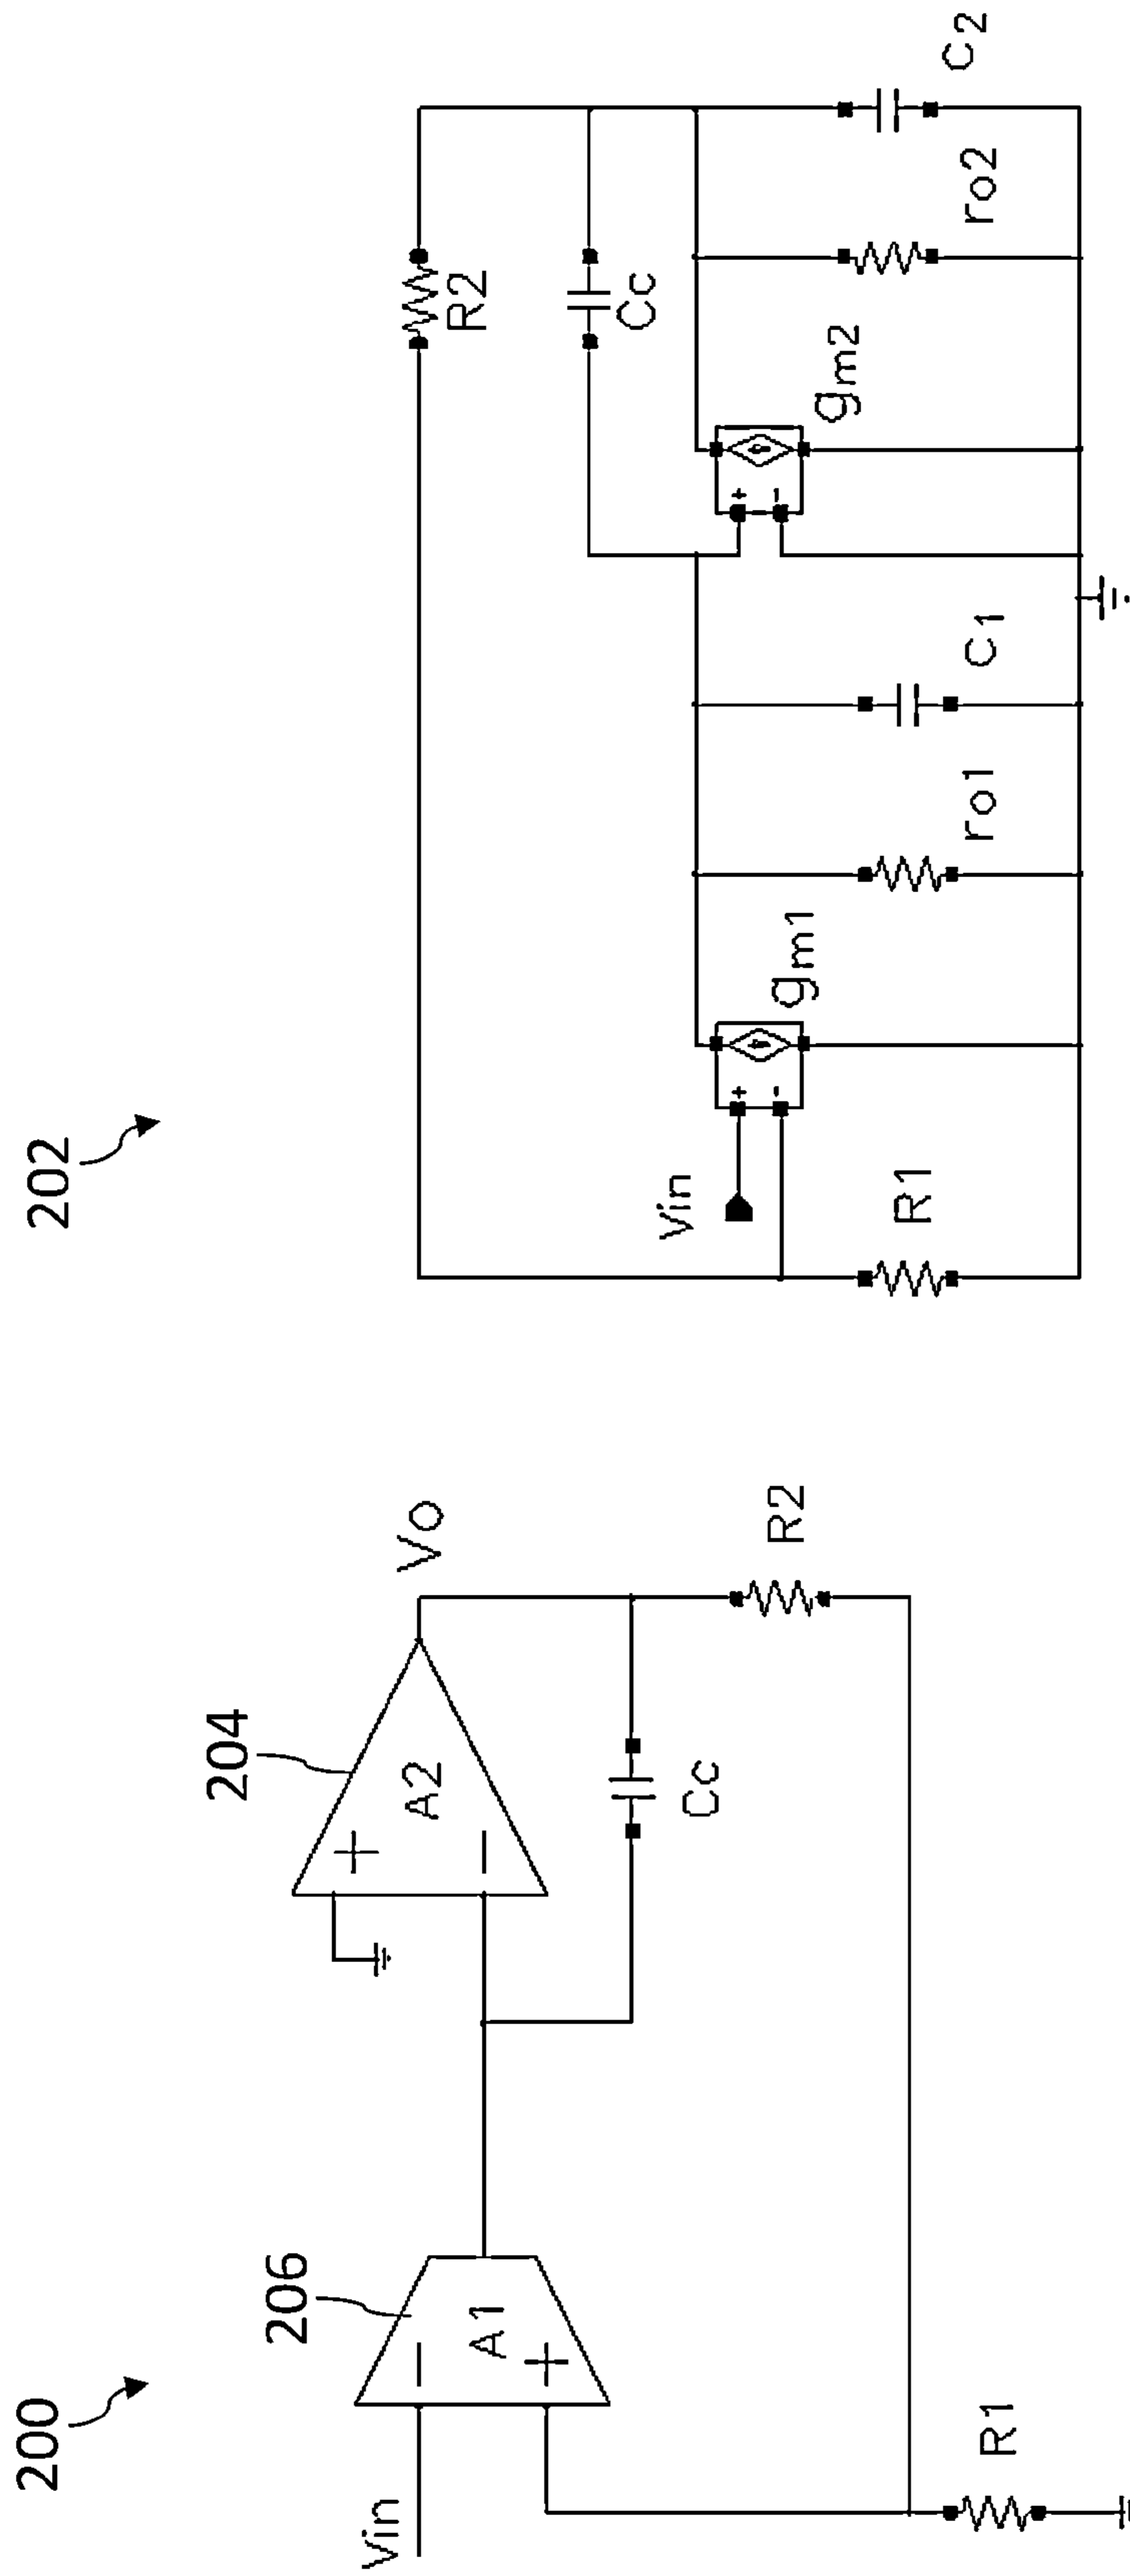 200
206
204
Vin
A1
− +
A2
+ −
Vo
Cc
R2
R1
202
R2
Cc
Vin
+ -
gm1
+ -
gm2
R1
ro1
C1
ro2
C2